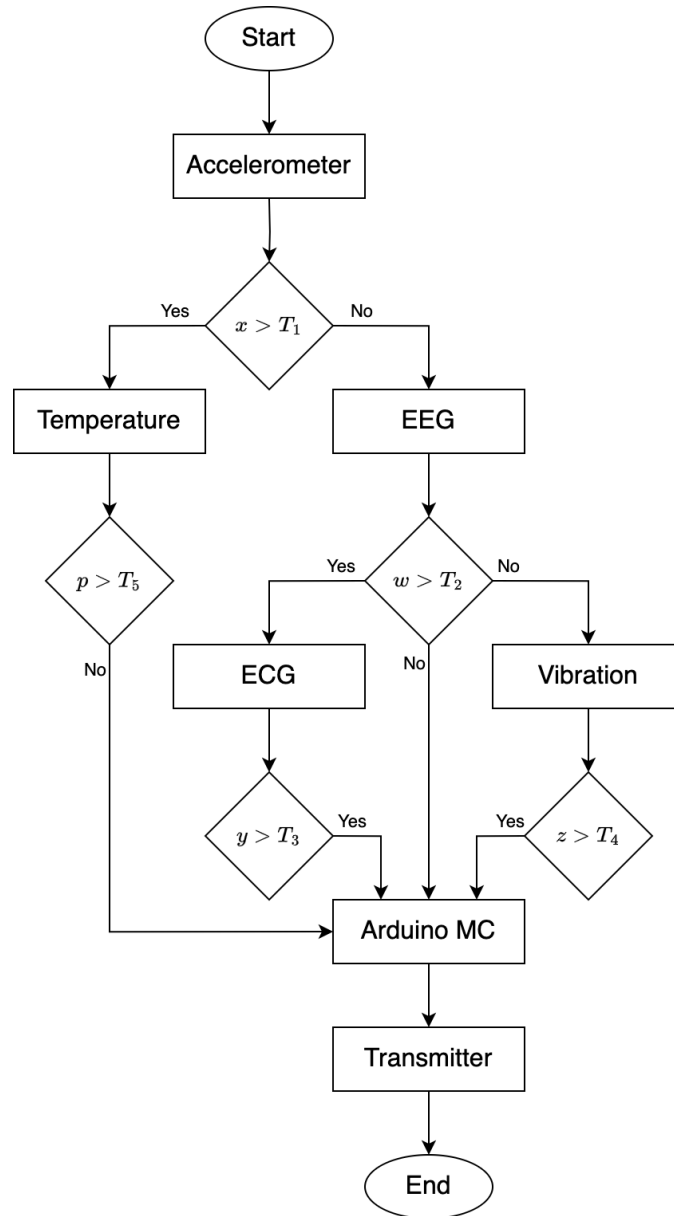 Start
Accelerometer
Yes
x > T₁
No
Temperature
EEG
p > T₅
Yes
w > T₂
No
No
ECG
No
Vibration
y > T₃
Yes
Yes
z > T₄
Arduino MC
Transmitter
End